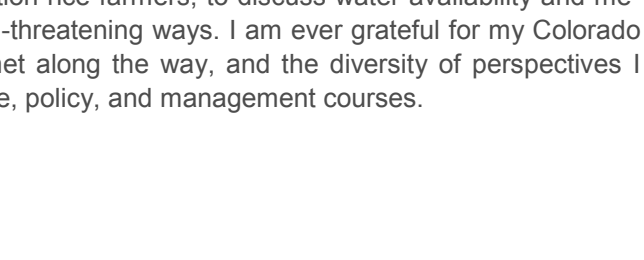 tion rice farmers, to discuss water availability and me
-threatening ways. I am ever grateful for my Colorado
net along the way, and the diversity of perspectives I
e, policy, and management courses.